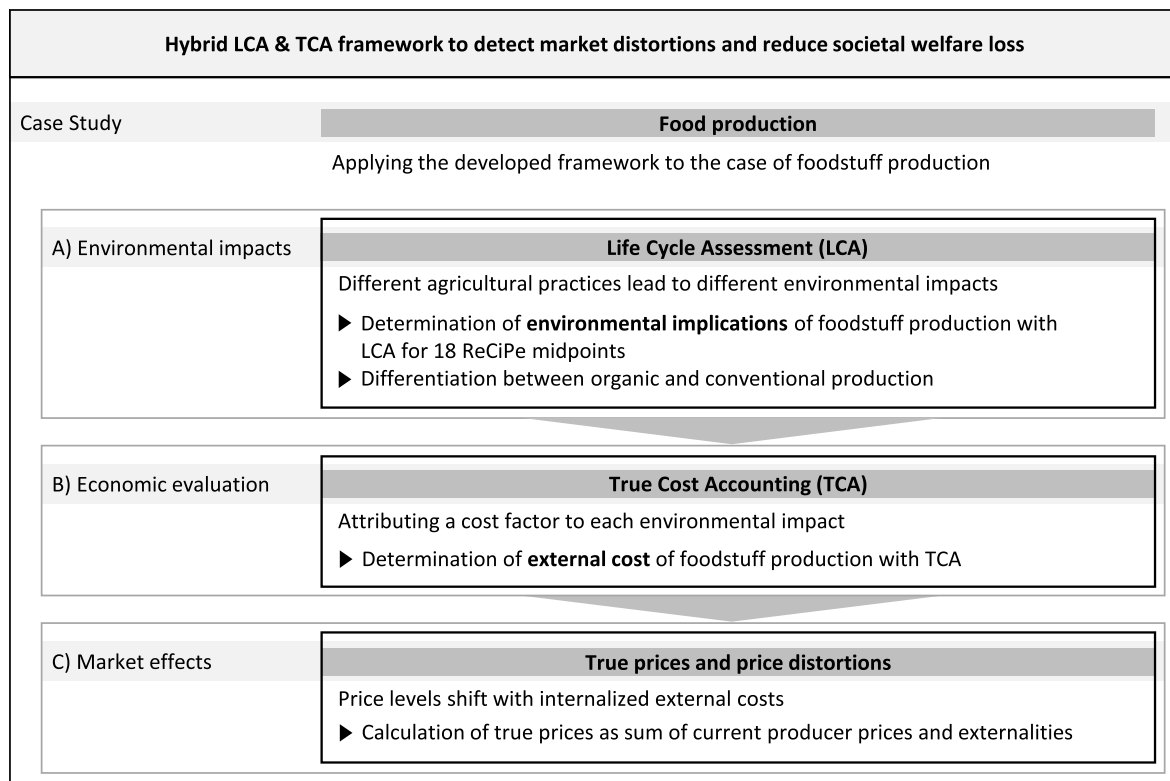 Hybrid LCA & TCA framework to detect market distortions and reduce societal welfare loss
Case Study
Food production
Applying the developed framework to the case of foodstuff production
A) Environmental impacts
Life Cycle Assessment (LCA)
Different agricultural practices lead to different environmental impacts
Determination of environmental implications of foodstuff production with
LCA for 18 ReCiPe midpoints
Differentiation between organic and conventional production
B) Economic evaluation
True Cost Accounting (TCA)
Attributing a cost factor to each environmental impact
Determination of external cost of foodstuff production with TCA
C) Market effects
True prices and price distortions
Price levels shift with internalized external costs
Calculation of true prices as sum of current producer prices and externalities